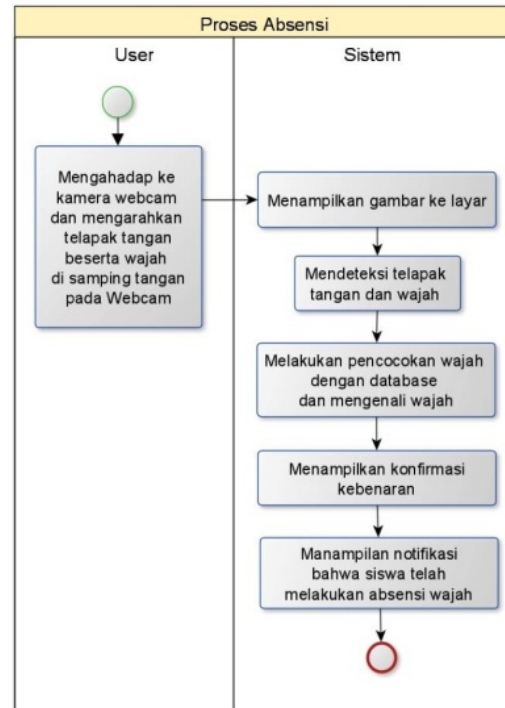 Proses Absensi
User
Sistem
Mengahadap ke
kamera webcam
dan mengarahkan
telapak tangan
beserta wajah
di samping tangan
pada Webcam
Menampilkan gambar ke layar
Mendeteksi telapak
tangan dan wajah
Melakukan pencocokan wajah
dengan database
dan mengenali wajah
Menampilkan konfirmasi
kebenaran
Manampilan notifikasi
bahwa siswa telah
melakukan absensi wajah